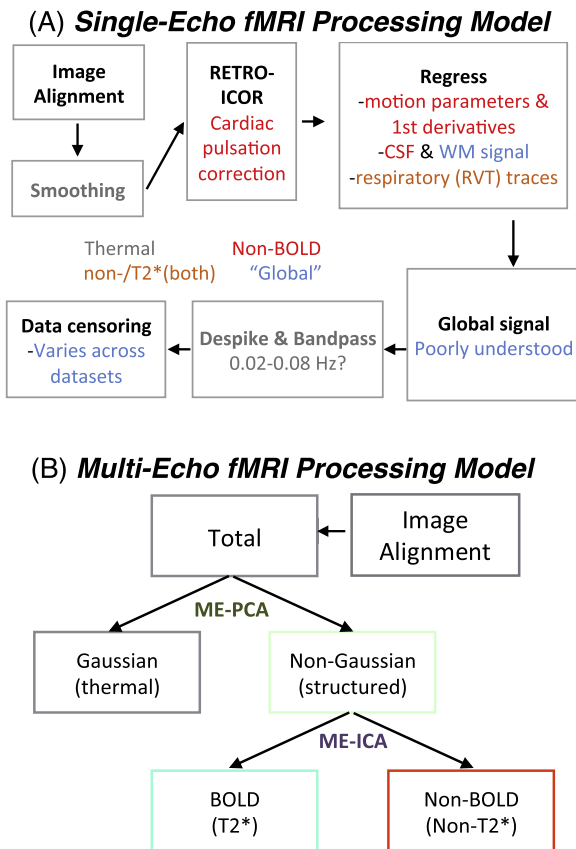 (A) Single-Echo fMRI Processing Model
Image
Alignment
Smoothing
RETRO-
ICOR
Cardiac
pulsation
correction
Regress
-motion parameters &
1st derivatives
-CSF & WM signal
-respiratory (RVT) traces
Thermal
Non-BOLD
non-/T2*(both)
“Global”
Global signal
Poorly understood
Despike & Bandpass
0.02-0.08 Hz?
Data censoring
-Varies across
datasets
(B) Multi-Echo fMRI Processing Model
Total
Image
Alignment
ME-PCA
Gaussian
(thermal)
Non-Gaussian
(structured)
ME-ICA
BOLD
(T2*)
Non-BOLD
(Non-T2*)